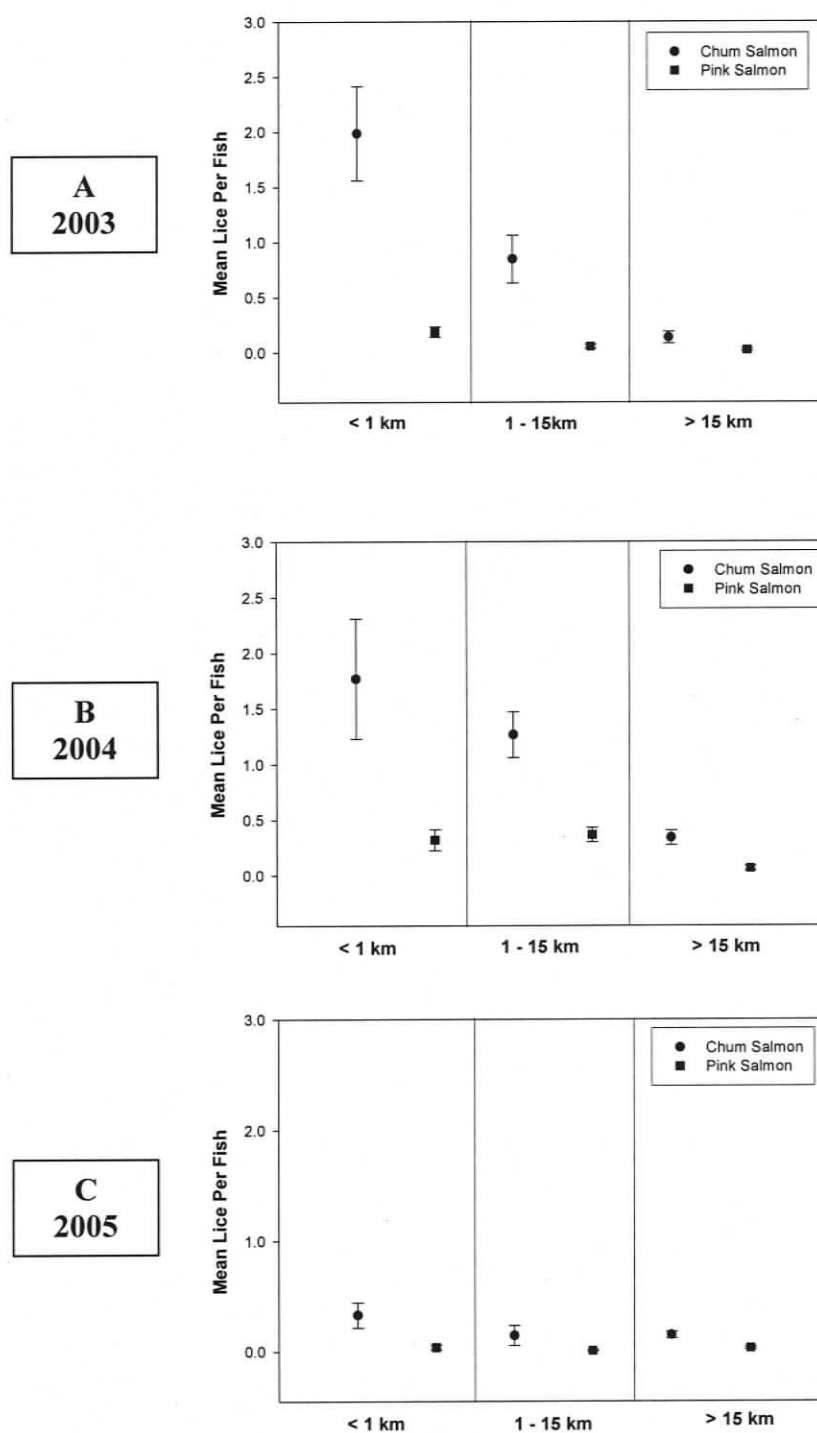 A
2003
Mean Lice Per Fish
3.0
2.5
2.0
1.5
1.0
0.5
0.0
Chum Salmon
Pink Salmon
< 1 km
1 - 15km
> 15 km
B
2004
Mean Lice Per Fish
3.0
2.5
2.0
1.5
1.0
0.5
0.0
Chum Salmon
Pink Salmon
< 1 km
1 - 15 km
> 15 km
C
2005
Mean Lice Per Fish
3.0
2.0
1.0
0.0
Chum Salmon
Pink Salmon
< 1 km
1 - 15 km
> 15 km